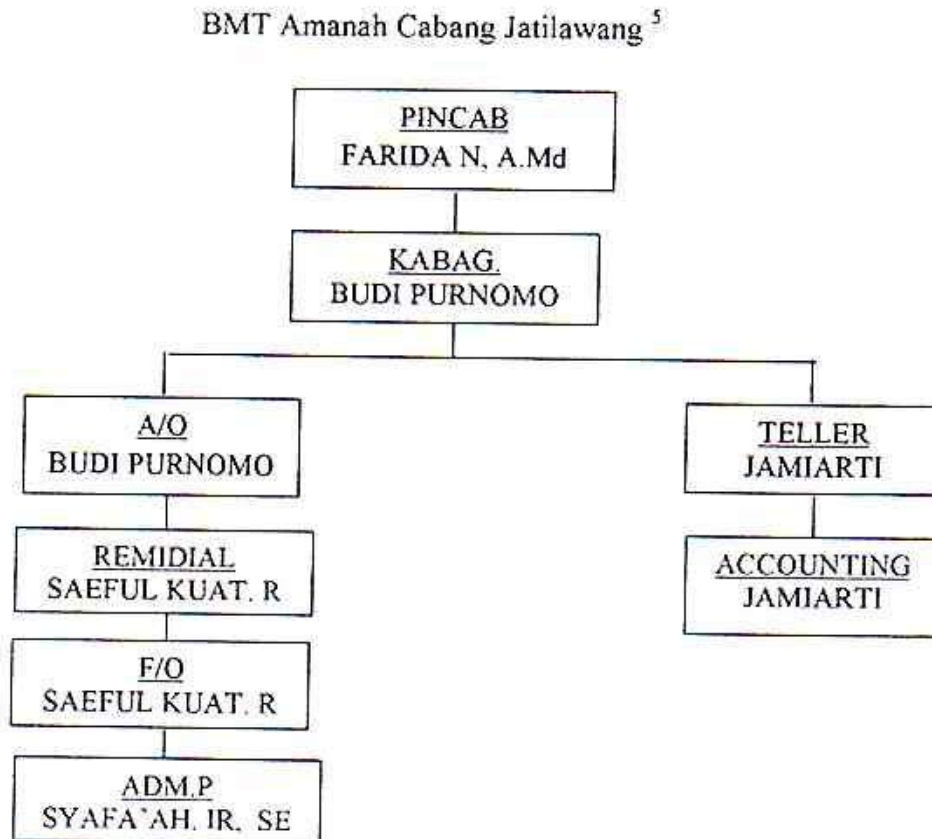 BMT Amanah Cabang Jatilawang 5
PINCAB
FARIDA N, A.Md
KABAG.
BUDI PURNOMO
A/O
BUDI PURNOMO
REMIDIAL
SAEFUL KUAT. R
F/O
SAEFUL KUAT. R
ADM.P
SYAFA`AH. IR. SE
TELLER
JAMIARTI
ACCOUNTING
JAMIARTI